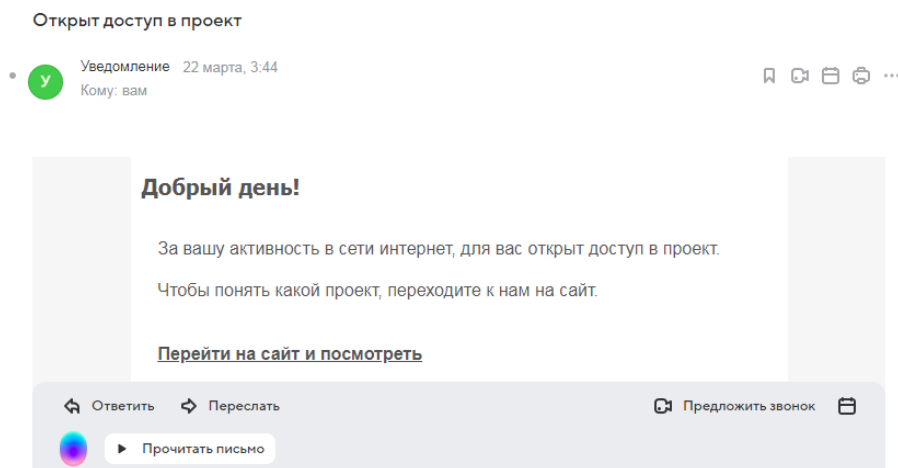 Открыт доступ в проект
Уведомление 22 марта, 3:44
У
Кому: вам
Добрый день!
За вашу активность в сети интернет, для вас открыт доступ в проект.
Чтобы понять какой проект, переходите к нам на сайт.
Перейти на сайт и посмотреть
Ответить Переслать Предложить звонок
Прочитать письмо